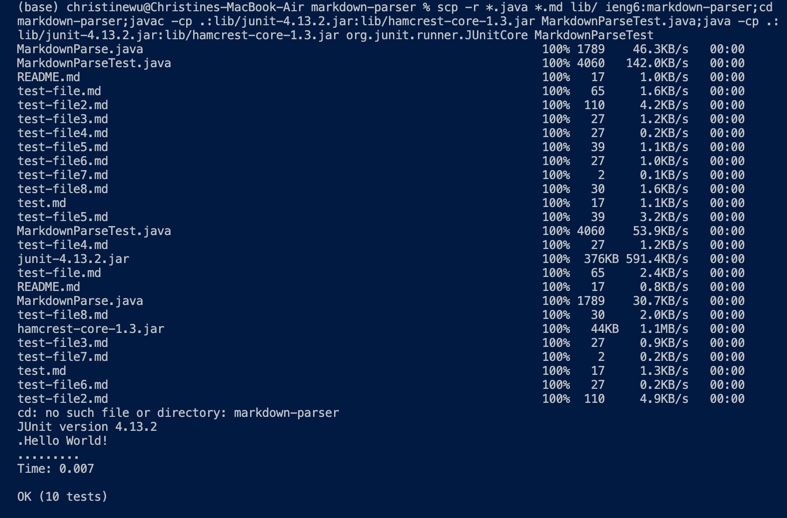 (base) christinewu@Christines-MacBook-Air markdown-parser % scp -r *.java *.md lib/ ieng6:markdown-parser;cd
markdown-parser;javac -cp .:lib/junit-4.13.2.jar:lib/hamcrest-core-1.3.jar MarkdownParseTest.java;java -cp .:
lib/junit-4.13.2.jar:lib/hamcrest-core-1.3.jar org.junit.runner.JUnitCore MarkdownParseTest
MarkdownParse.java 100% 1789 46.3KB/s 00:00
MarkdownParseTest.java 100% 4060 142.0KB/s 00:00
README.md 100% 17 1.0KB/s 00:00
test-file.md 100% 65 1.6KB/s 00:00
test-file2.md 100% 110 4.2KB/s 00:00
test-file3.md 100% 27 1.2KB/s 00:00
test-file4.md 100% 27 0.2KB/s 00:00
test-file5.md 100% 39 1.1KB/s 00:00
test-file6.md 100% 27 1.0KB/s 00:00
test-file7.md 100% 2 0.1KB/s 00:00
test-file8.md 100% 30 1.6KB/s 00:00
test.md 100% 17 1.1KB/s 00:00
test-file5.md 100% 39 3.2KB/s 00:00
MarkdownParseTest.java 100% 4060 53.9KB/s 00:00
test-file4.md 100% 27 1.2KB/s 00:00
junit-4.13.2.jar 100% 376KB 591.4KB/s 00:00
test-file.md 100% 65 2.4KB/s 00:00
README.md 100% 17 0.8KB/s 00:00
MarkdownParse.java 100% 1789 30.7KB/s 00:00
test-file8.md 100% 30 2.0KB/s 00:00
hamcrest-core-1.3.jar 100% 44KB 1.1MB/s 00:00
test-file3.md 100% 27 0.9KB/s 00:00
test-file7.md 100% 2 0.2KB/s 00:00
test.md 100% 17 1.3KB/s 00:00
test-file6.md 100% 27 0.2KB/s 00:00
test-file2.md 100% 110 4.9KB/s 00:00
cd: no such file or directory: markdown-parser
JUnit version 4.13.2
.Hello World!
.........
Time: 0.007
OK (10 tests)